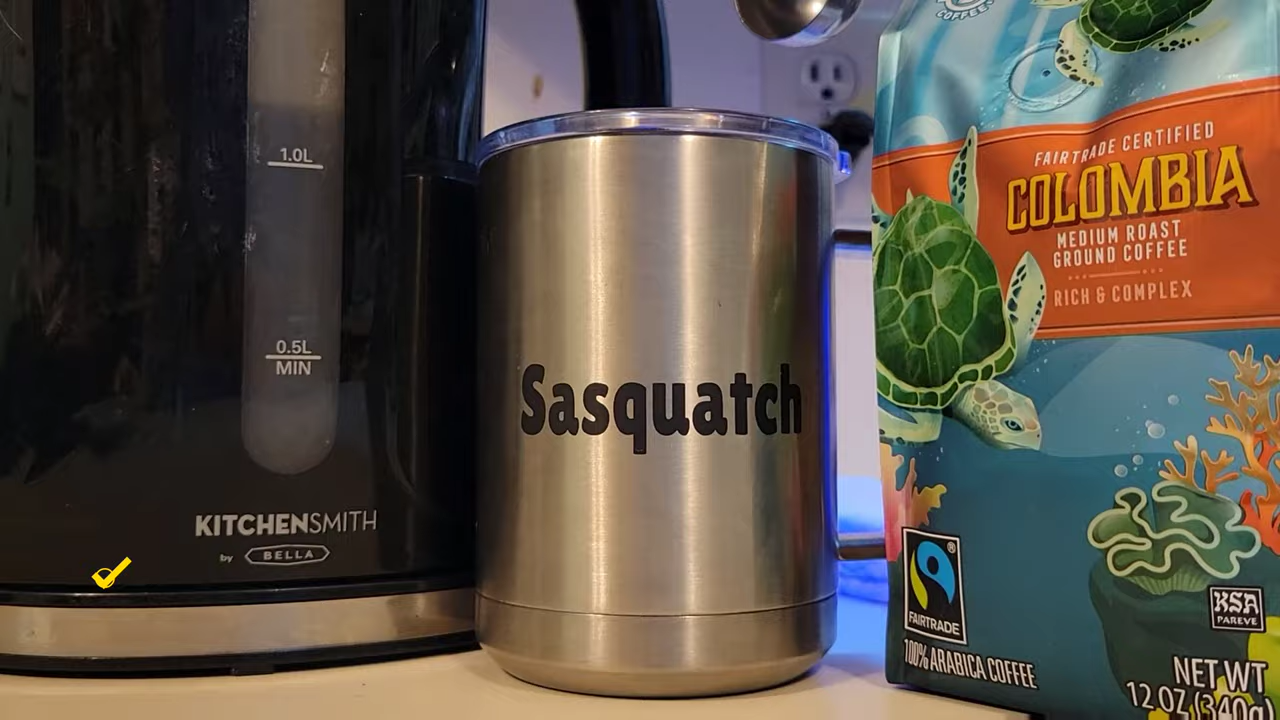 1.0L
0.5L
MIN
KITCHENSMITH
by BELLA
Sasquatch
COFFEE
FAIRTRADE CERTIFIED
COLOMBIA
MEDIUM ROAST
GROUND COFFEE
RICH & COMPLEX
FAIRTRADE
100% ARABICA COFFEE
KSA
PAREVE
NET WT
12 OZ (340g)